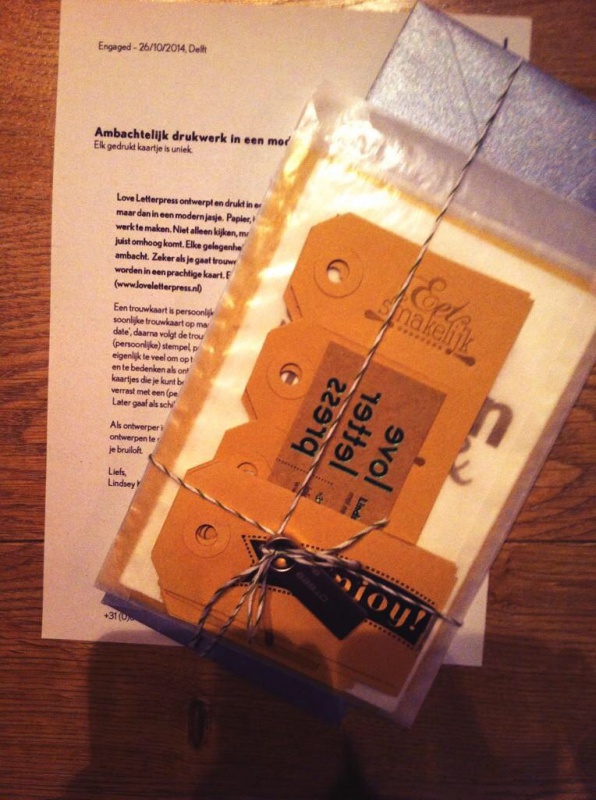 Engaged - 26/10/2014, Delft
Ambachtelijk drukwerk in een mod
Elk gedrukt kaartje is uniek.
Love Letterpress ontwerpt en drukt in e
maar dan in een modern jasje. Papier,
werk te maken. Niet alleen kijken, m
juist omhoog komt. Elke gelegenhe
ambacht. Zeker als je gaat trouw
worden in een prachtige kaart. E
(www.loveletterpress.nl)
Een trouwkaart is persoonlijk
soonlijke trouwkaart op ma
date', daarna volgt de trou
(persoonlijke) stempel, p
eigenlijk te veel om op t
en te bedenken als ont
kaartjes die je kunt b
verrast met een (pe
Later gaaf als schi
Als ontwerper
ontwerpen te
je bruiloft.
Liefs,
Lindsey
+31 (0)
Eet
smakelijk
love
letter
press
n
&
enjoy!